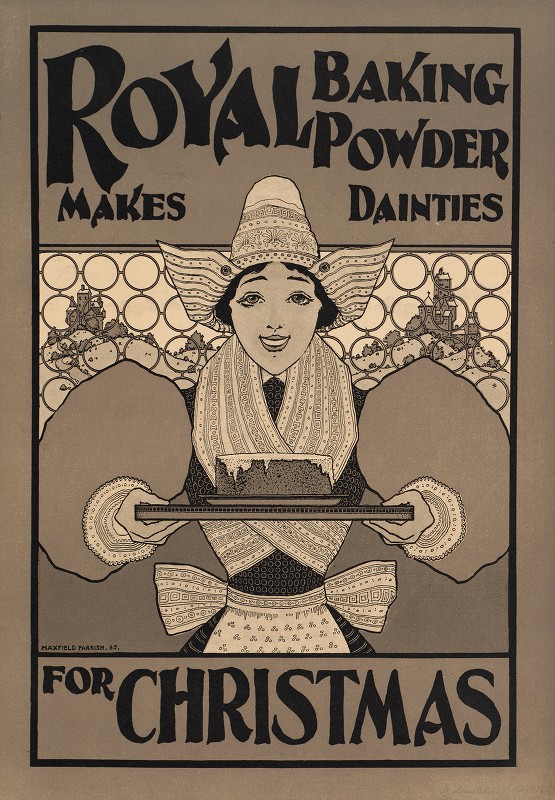 ROYAL BAKING
POWDER
MAKES DAINTIES
MAXFIELD PARRISH. 97.
FOR CHRISTMAS